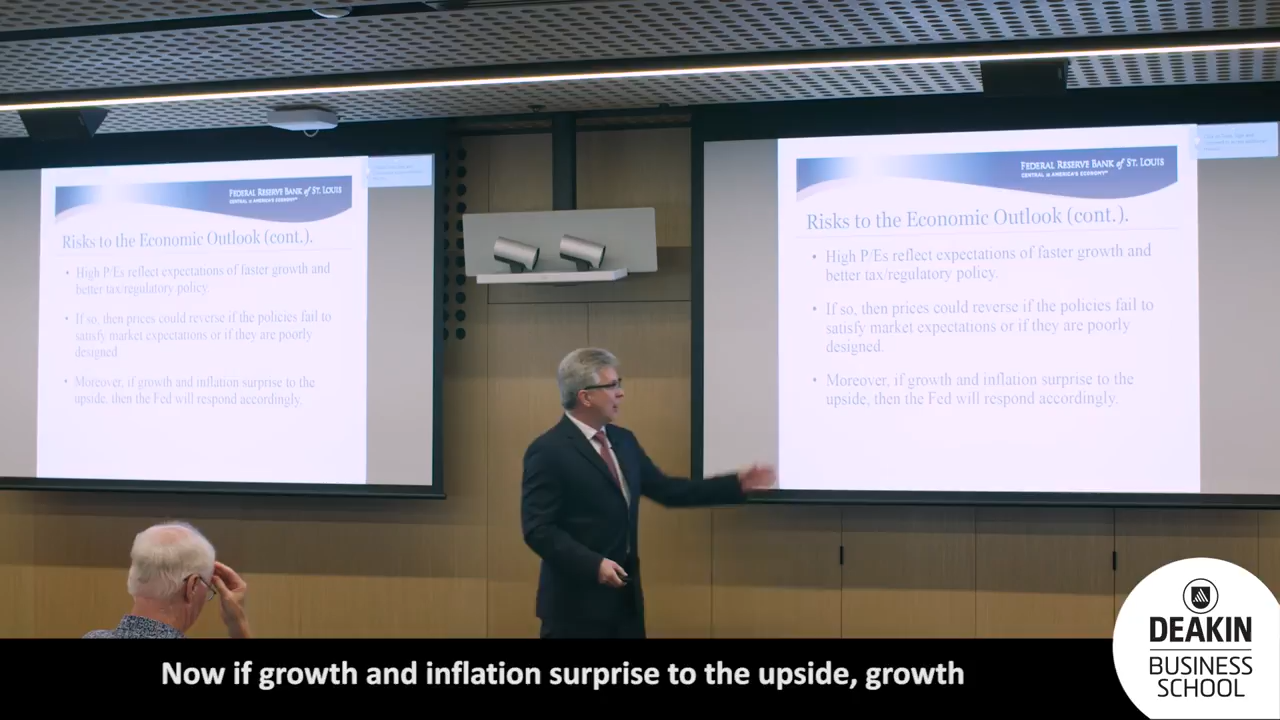 FEDERAL RESERVE BANK of ST. LOUIS
CENTRAL to AMERICA'S ECONOMY™
Risks to the Economic Outlook (cont.).
• High P/Es reflect expectations of faster growth and
better tax/regulatory policy.
• If so, then prices could reverse if the policies fail to
satisfy market expectations or if they are poorly
designed.
• Moreover, if growth and inflation surprise to the
upside, then the Fed will respond accordingly.
FEDERAL RESERVE BANK of ST. LOUIS
CENTRAL to AMERICA'S ECONOMY™
Risks to the Economic Outlook (cont.).
• High P/Es reflect expectations of faster growth and
better tax/regulatory policy.
• If so, then prices could reverse if the policies fail to
satisfy market expectations or if they are poorly
designed.
• Moreover, if growth and inflation surprise to the
upside, then the Fed will respond accordingly.
Now if growth and inflation surprise to the upside, growth
DEAKIN
BUSINESS
SCHOOL